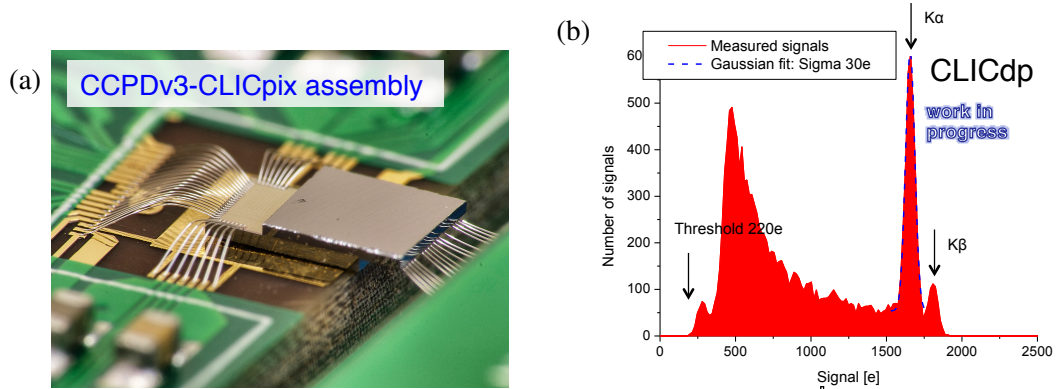 (a)
CCPDv3-CLICpix assembly
(b)
Kα
Measured signals
Gaussian fit: Sigma 30e
CLICdp
work in
progress
Threshold 220e
Kβ
Number of signals
60
500
400
300
200
100
0
0
500
1000
1500
2000
2500
Signal [e]